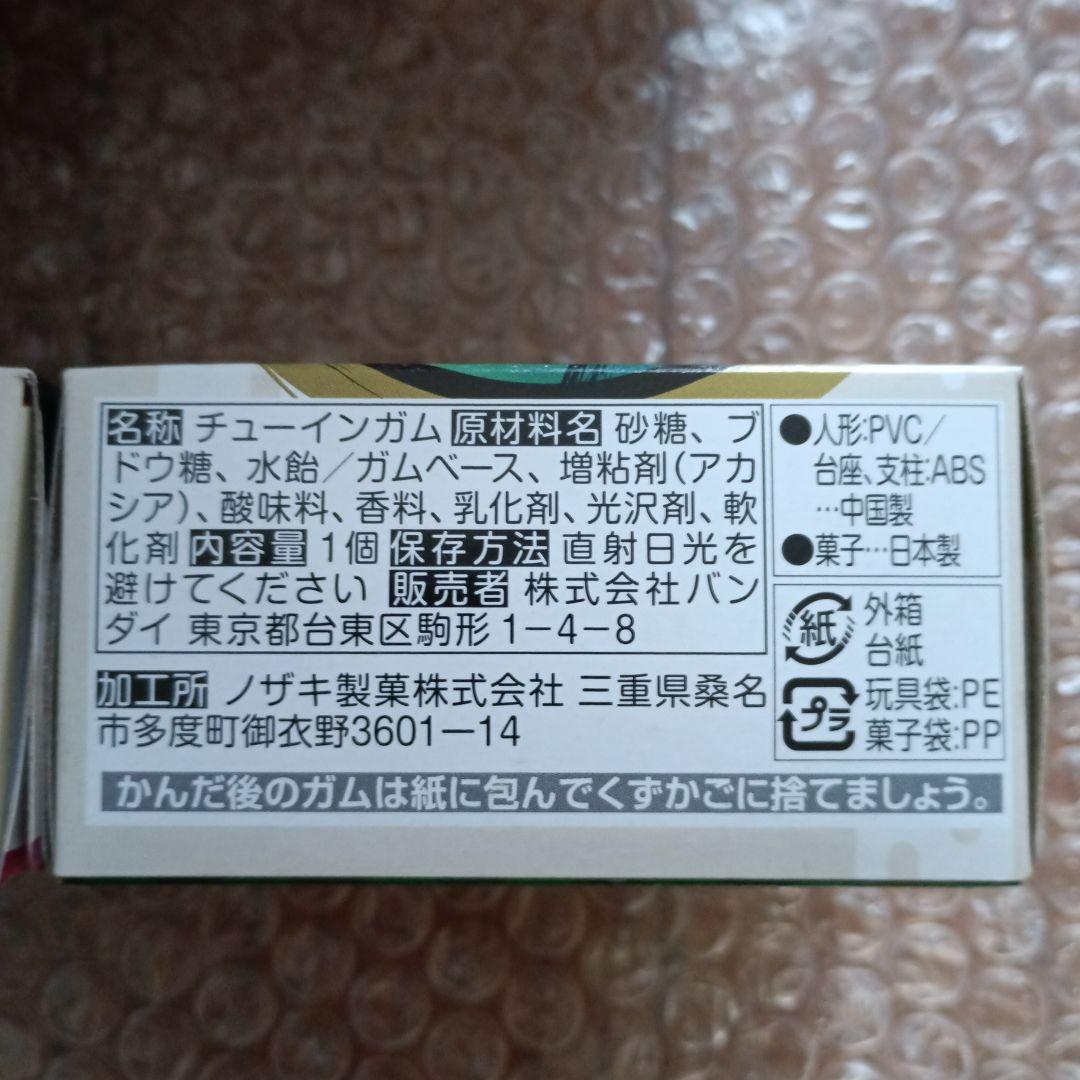 名称 チューインガム 原材料名 砂糖、ブ
ドウ糖、水飴／ガムベース、増粘剤(アカ
シア)、酸味料、香料、乳化剤、光沢剤、軟
化剤 内容量 1個 保存方法 直射日光を
避けてください 販売者 株式会社バン
ダイ 東京都台東区駒形1－4－8
加工所 ノザキ製菓株式会社 三重県桑名
市多度町御衣野3601－14
かんだ後のガムは紙に包んでくずかごに捨てましょう。
●人形:PVC／
台座、支柱:ABS
…中国製
●菓子…日本製
紙 外箱
台紙
プラ 玩具袋:PE
菓子袋:PP